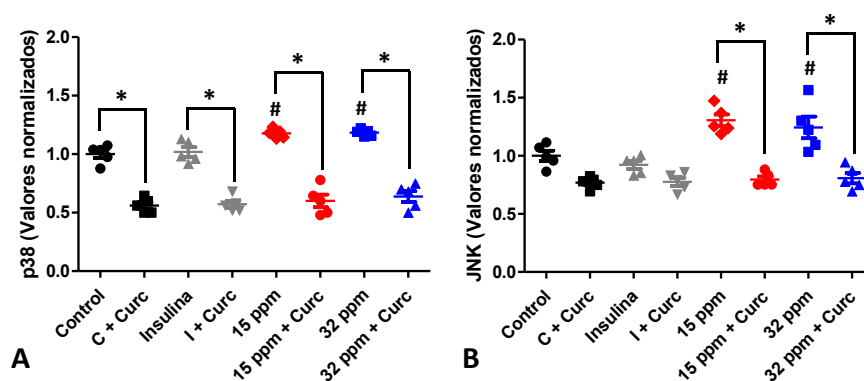 p38 (Valores normalizados)
2.0
1.5
1.0
0.5
0.0
*
*
*
*
#
#
Control
C + Curc
Insulina
I + Curc
15 ppm
15 ppm + Curc
32 ppm
32 ppm + Curc
A
JNK (Valores normalizados)
2.0
1.5
1.0
0.5
0.0
*
*
#
#
Control
C + Curc
Insulina
I + Curc
15 ppm
15 ppm + Curc
32 ppm
32 ppm + Curc
B